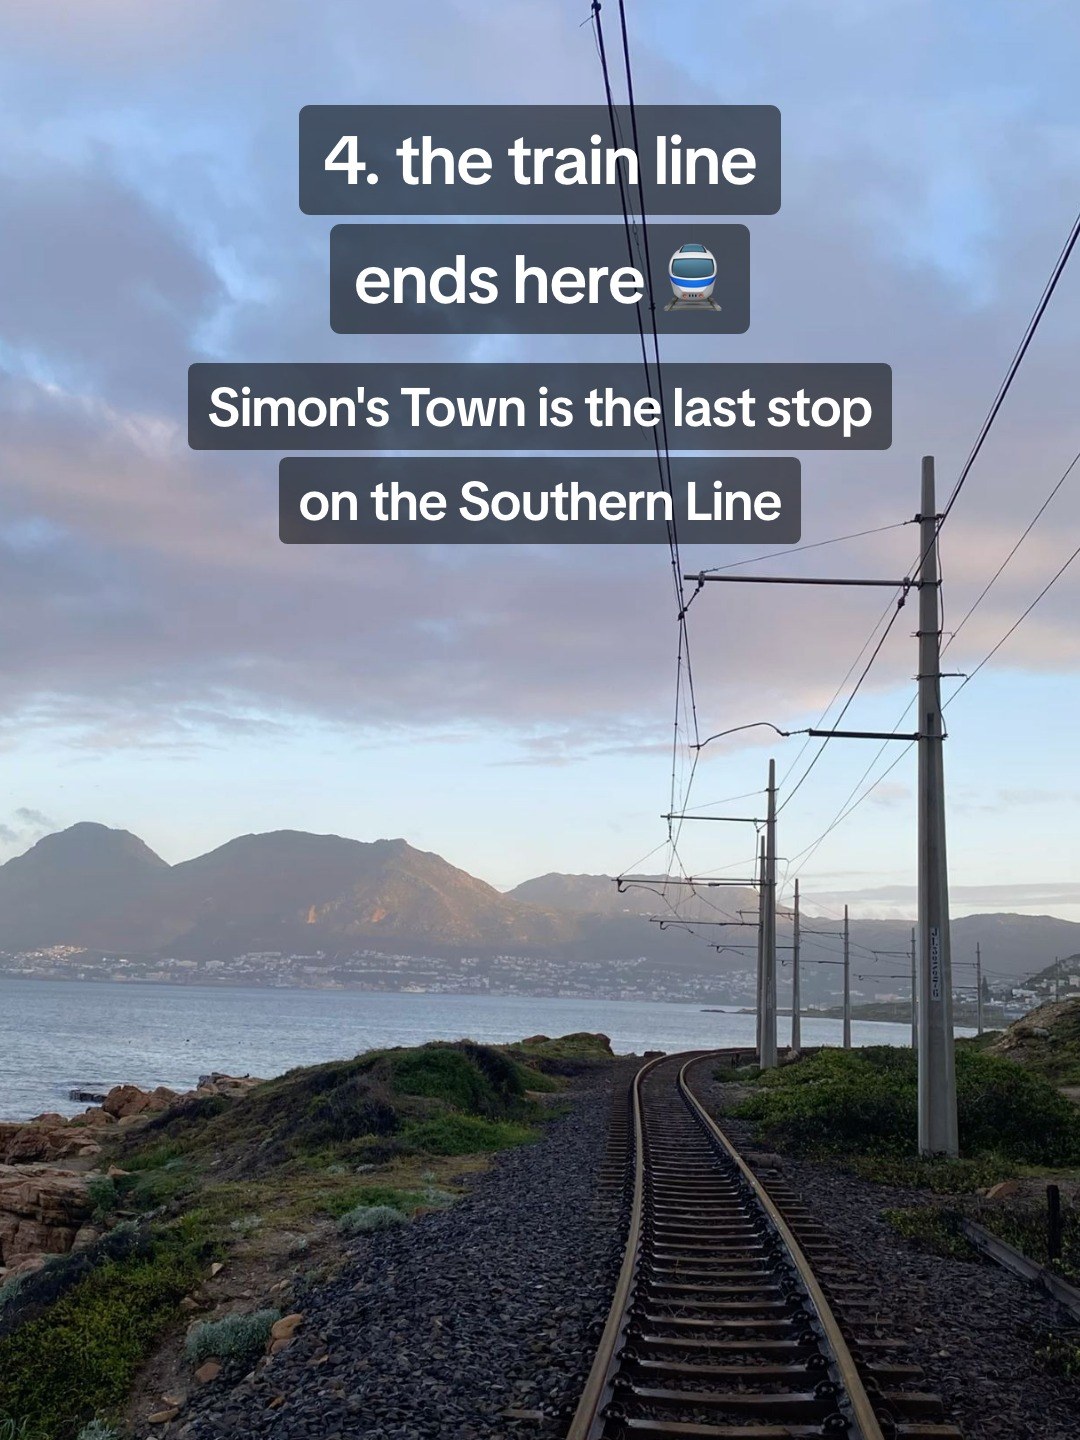 4. the train line
ends here 🚆
Simon's Town is the last stop
on the Southern Line